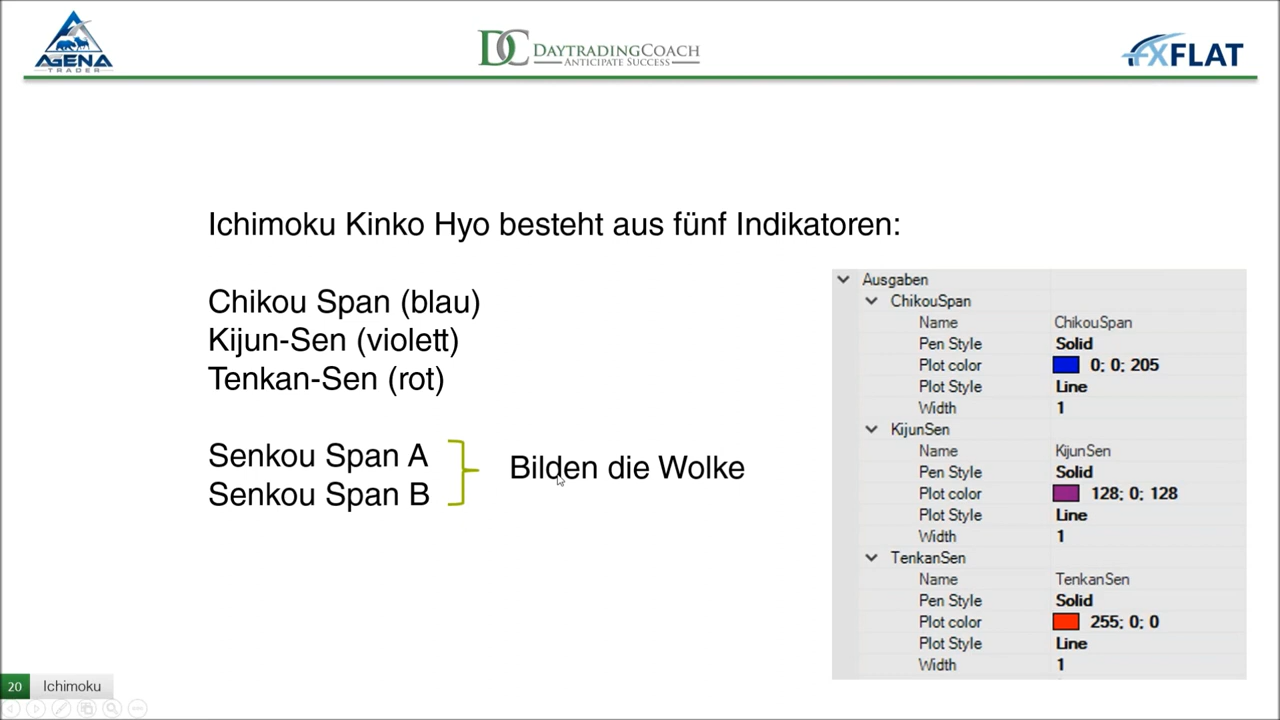 AGENA
TRADER
DC DAYTRADINGCOACH
ANTICIPATE SUCCESS
FXFLAT
Ichimoku Kinko Hyo besteht aus fünf Indikatoren:
Chikou Span (blau)
Kijun-Sen (violett)
Tenkan-Sen (rot)
Senkou Span A
Senkou Span B
Bilden die Wolke
Ausgaben
ChikouSpan
Name ChikouSpan
Pen Style Solid
Plot color 0; 0; 205
Plot Style Line
Width 1
KijunSen
Name KijunSen
Pen Style Solid
Plot color 128; 0; 128
Plot Style Line
Width 1
TenkanSen
Name TenkanSen
Pen Style Solid
Plot color 255; 0; 0
Plot Style Line
Width 1
20 Ichimoku